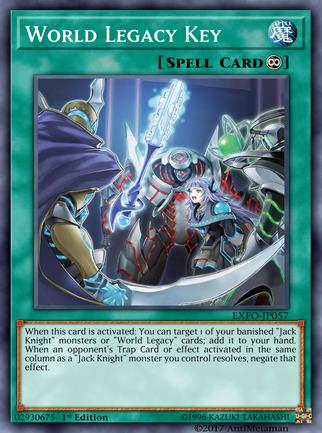 World Legacy Key
[Spell Card]
EXFO-JP057
When this card is activated: You can target 1 of your banished "Jack
Knight" monsters or "World Legacy" cards; add it to your hand.
When an opponent's Trap Card or effect activated in the same
column as a "Jack Knight" monster you control resolves, negate that
effect.
02930675 1st Edition ©1996 KAZUKI TAKAHASHI
©2017 AntiMetaman